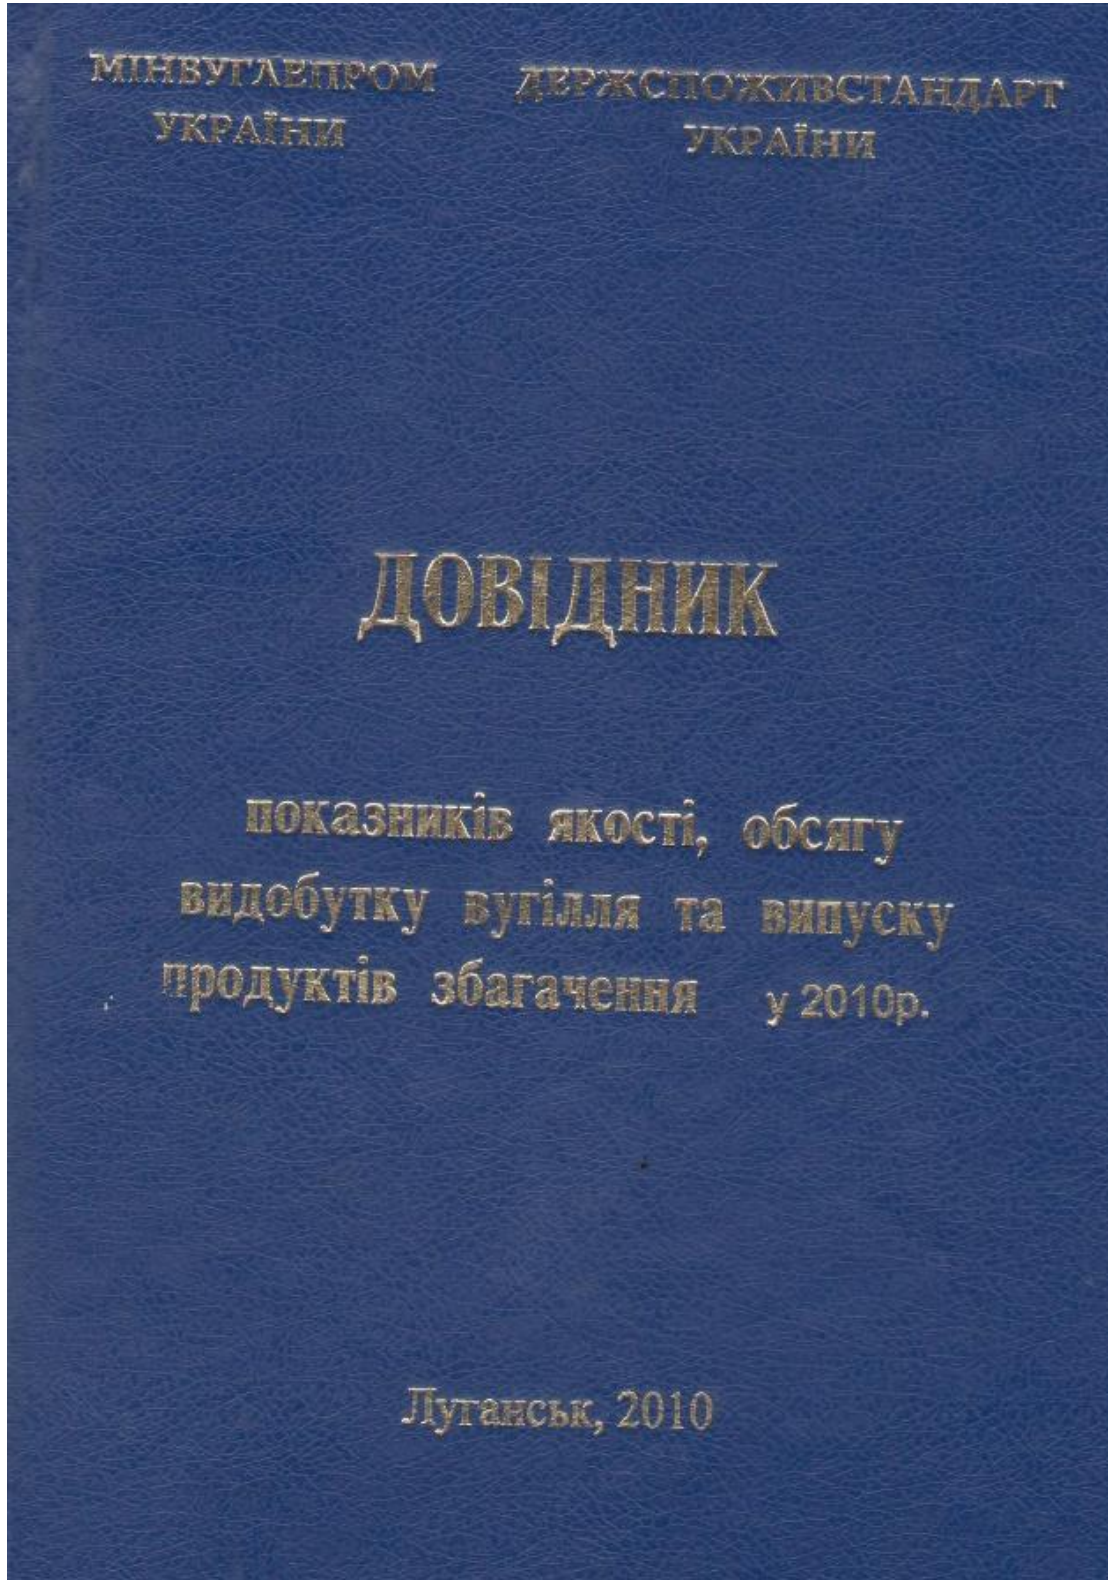 МІНВУГЛЕПРОМ
УКРАЇНИ
ДЕРЖСПОЖИВСТАНДАРТ
УКРАЇНИ
ДОВІДНИК
показників якості, обсягу
видобутку вугілля та випуску
продуктів збагачення у 2010р.
Луганськ, 2010